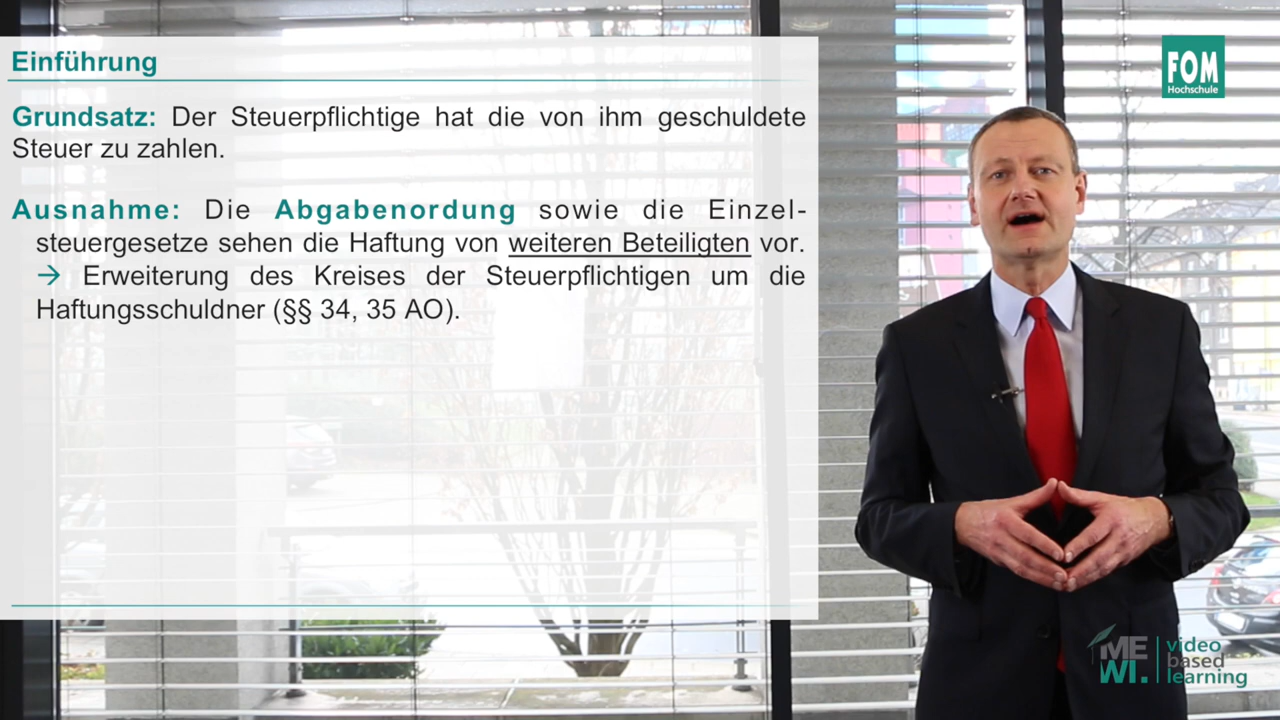 Einführung
Grundsatz: Der Steuerpflichtige hat die von ihm geschuldete
Steuer zu zahlen.
Ausnahme: Die Abgabenordung sowie die Einzel-
steuergesetze sehen die Haftung von weiteren Beteiligten vor.
→ Erweiterung des Kreises der Steuerpflichtigen um die
Haftungsschuldner (§§ 34, 35 AO).
FOM
Hochschule
ME
WI.
video
based
learning